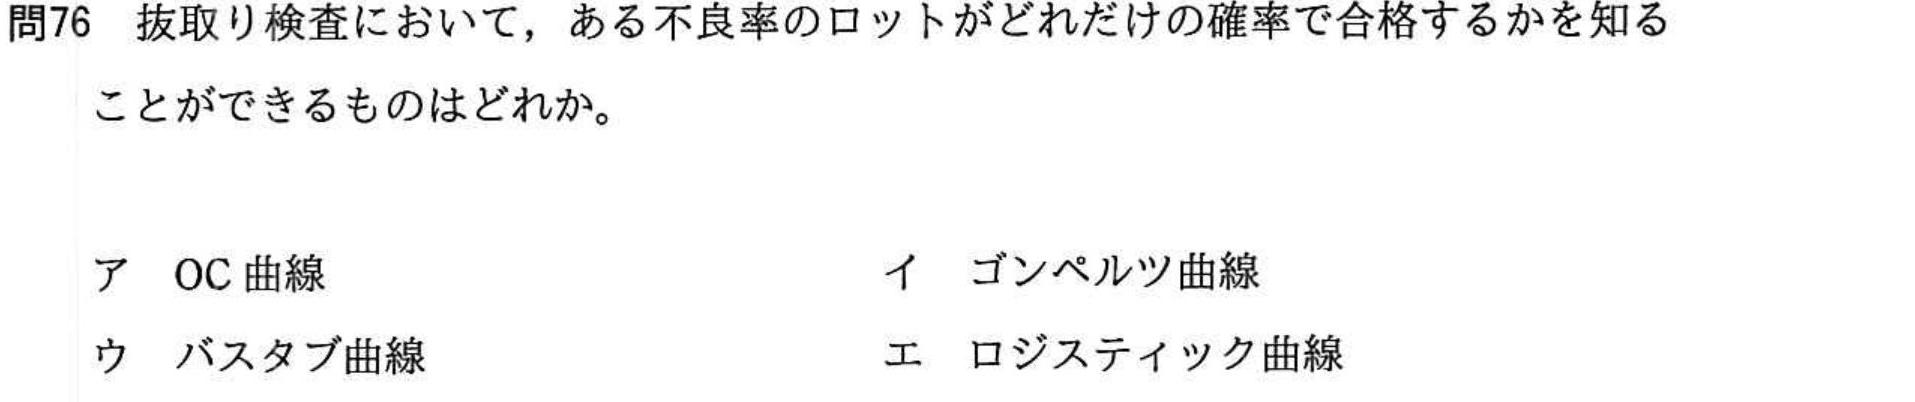 問76　抜取り検査において，ある不良率のロットがどれだけの確率で合格するかを知る
ことができるものはどれか。
ア　OC 曲線　イ　ゴンペルツ曲線
ウ　バスタブ曲線　エ　ロジスティック曲線